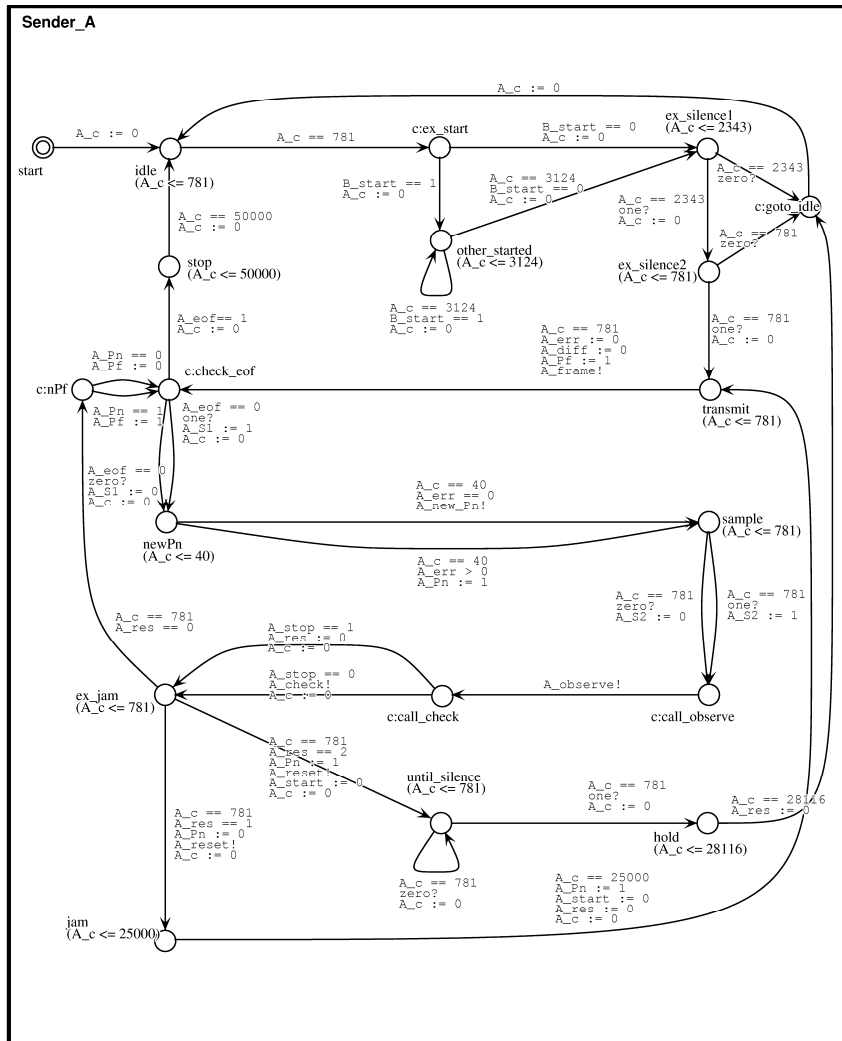 Sender_A
A_c := 0
start
A_c := 0
idle
(A_c <= 781)
A_c == 781
c:ex_start
B_start == 0
A_c := 0
ex_silence1
(A_c <= 2343)
B_start == 1
A_c := 0
A_c == 3124
B_start == 0
A_c := 0
A_c == 2343
one?
A_c := 0
A_c == 2343
zero?
c:goto_idle
A_c == 781
zero?
A_c == 50000
A_c := 0
stop
(A_c <= 50000)
other_started
(A_c <= 3124)
ex_silence2
(A_c <= 781)
A_c == 3124
B_start == 1
A_c := 0
A_eof== 1
A_c := 0
A_c == 781
A_err := 0
A_diff := 0
A_Pf := 1
A_frame!
A_c == 781
one?
A_c := 0
A_Pn == 0
A_Pf := 0
c:nPf
c:check_eof
A_Pn == 1
A_Pf := 1
A_eof == 0
one?
A_S1 := 1
A_c := 0
transmit
(A_c <= 781)
A_eof == 0
zero?
A_S1 := 0
A_c := 0
newPn
(A_c <= 40)
A_c == 40
A_err == 0
A_new_Pn!
sample
(A_c <= 781)
A_c == 40
A_err > 0
A_Pn := 1
A_c == 781
zero?
A_S2 := 0
A_c == 781
one?
A_S2 := 1
A_c == 781
A_res == 0
A_stop == 1
A_res := 0
A_c := 0
A_stop == 0
A_check!
A_c := 0
A_observe!
ex_jam
(A_c <= 781)
c:call_check
c:call_observe
A_c == 781
A_res == 2
A_Pn := 1
A_reset!
A_start := 0
A_c := 0
until_silence
(A_c <= 781)
A_c == 781
one?
A_c := 0
A_c == 28116
A_res := 0
hold
(A_c <= 28116)
A_c == 781
A_res == 1
A_Pn := 0
A_reset!
A_c := 0
A_c == 781
zero?
A_c := 0
A_c == 25000
A_Pn := 1
A_start := 0
A_res := 0
A_c := 0
jam
(A_c <= 25000)